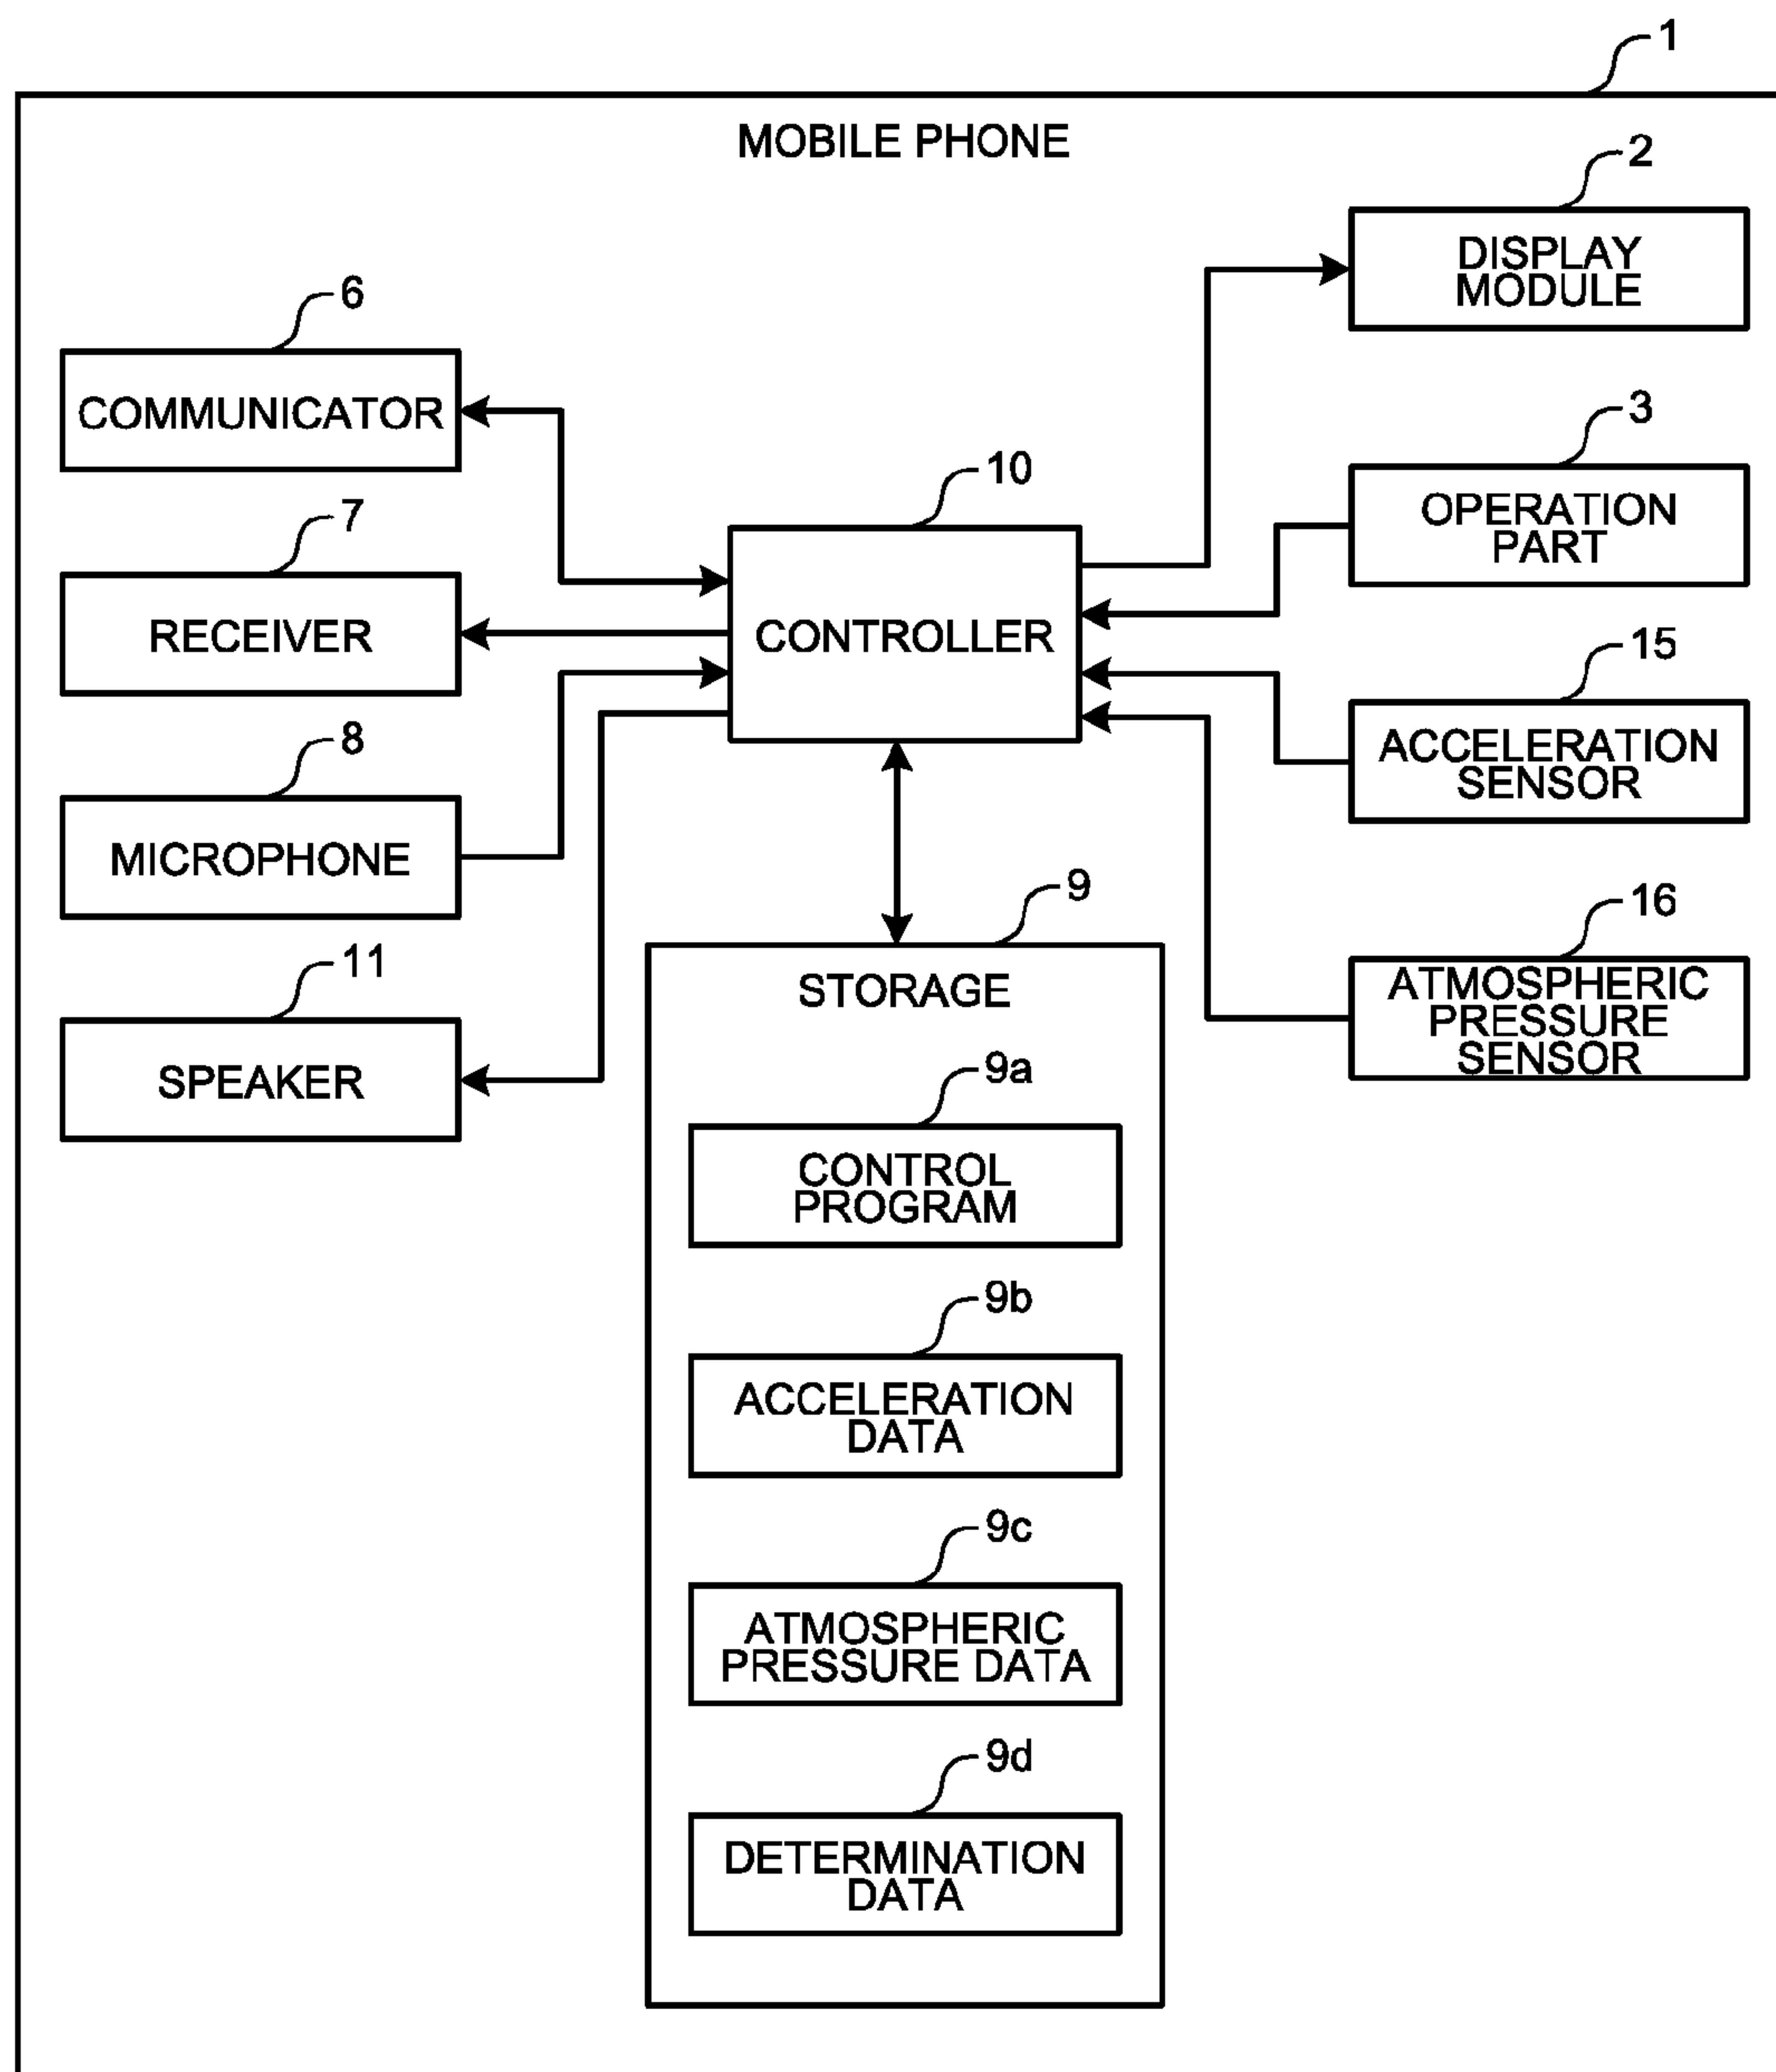 1
MOBILE PHONE
2
DISPLAY
MODULE
6
COMMUNICATOR
3
OPERATION
PART
10
CONTROLLER
7
RECEIVER
15
ACCELERATION
SENSOR
8
MICROPHONE
16
ATMOSPHERIC
PRESSURE
SENSOR
11
SPEAKER
9
STORAGE
9a
CONTROL
PROGRAM
9b
ACCELERATION
DATA
9c
ATMOSPHERIC
PRESSURE DATA
9d
DETERMINATION
DATA